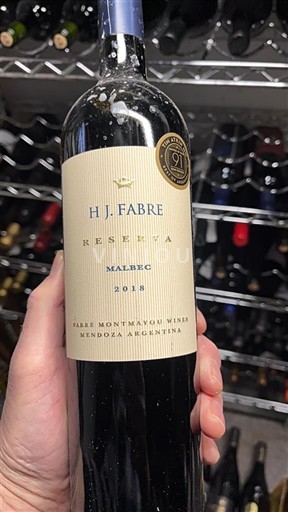 H J. FABRE
RESERVA
MALBEC
2018
FABRE MONTMAYOU WINES
MENDOZA ARGENTINA
91